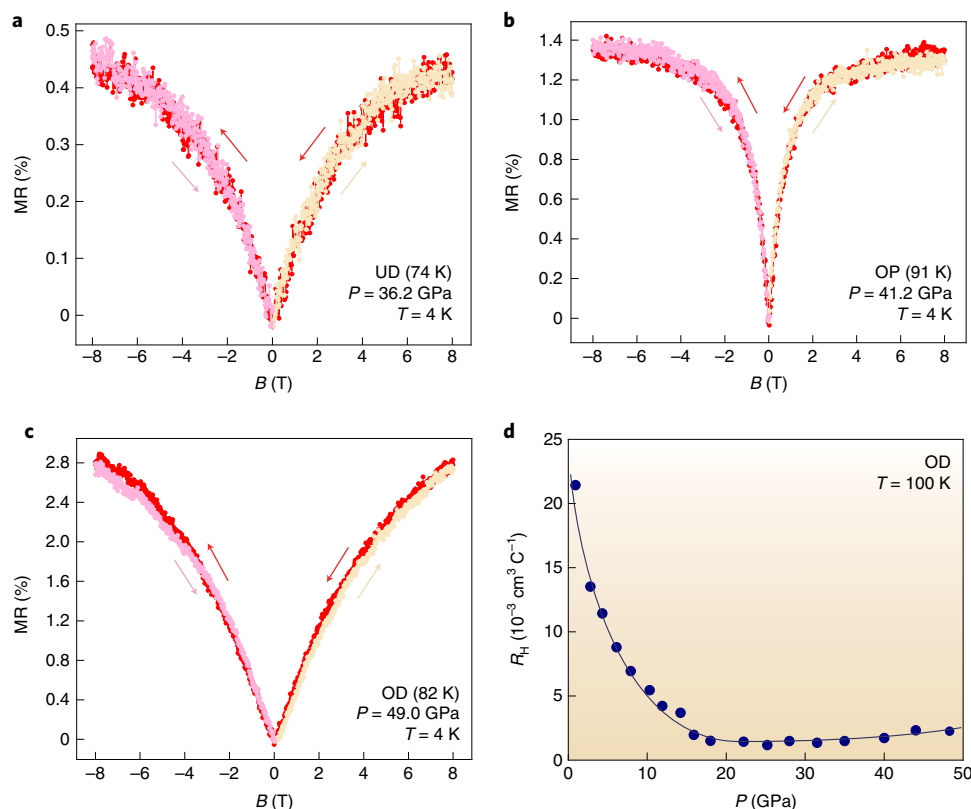 a
0.5
0.4
0.3
0.2
0.1
0
MR (%)
UD (74 K)
P = 36.2 GPa
T = 4 K
−8 −6 −4 −2 0 2 4 6 8
B (T)
b
1.4
1.2
1.0
0.8
0.6
0.4
0.2
0
MR (%)
OP (91 K)
P = 41.2 GPa
T = 4 K
−8 −6 −4 −2 0 2 4 6 8
B (T)
c
2.8
2.4
2.0
1.6
1.2
0.8
0.4
0
MR (%)
OD (82 K)
P = 49.0 GPa
T = 4 K
−8 −6 −4 −2 0 2 4 6 8
B (T)
d
25
20
15
10
5
0
R_H (10⁻³ cm³ C⁻¹)
OD
T = 100 K
0 10 20 30 40 50
P (GPa)